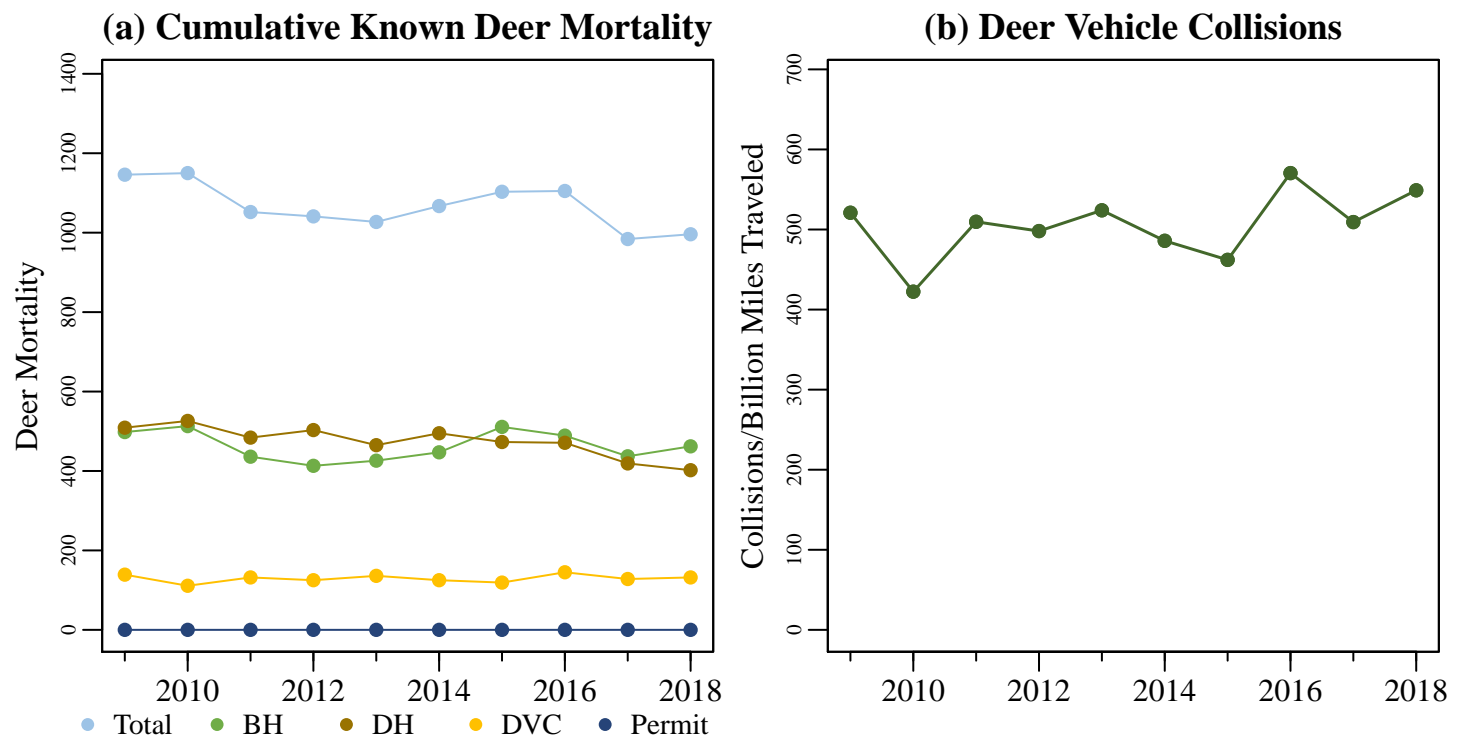 (a) Cumulative Known Deer Mortality
Deer Mortality
1400
1200
1000
800
600
400
200
0
2010 2012 2014 2016 2018
Total BH DH DVC Permit
(b) Deer Vehicle Collisions
Collisions/Billion Miles Traveled
700
600
500
400
300
200
100
0
2010 2012 2014 2016 2018